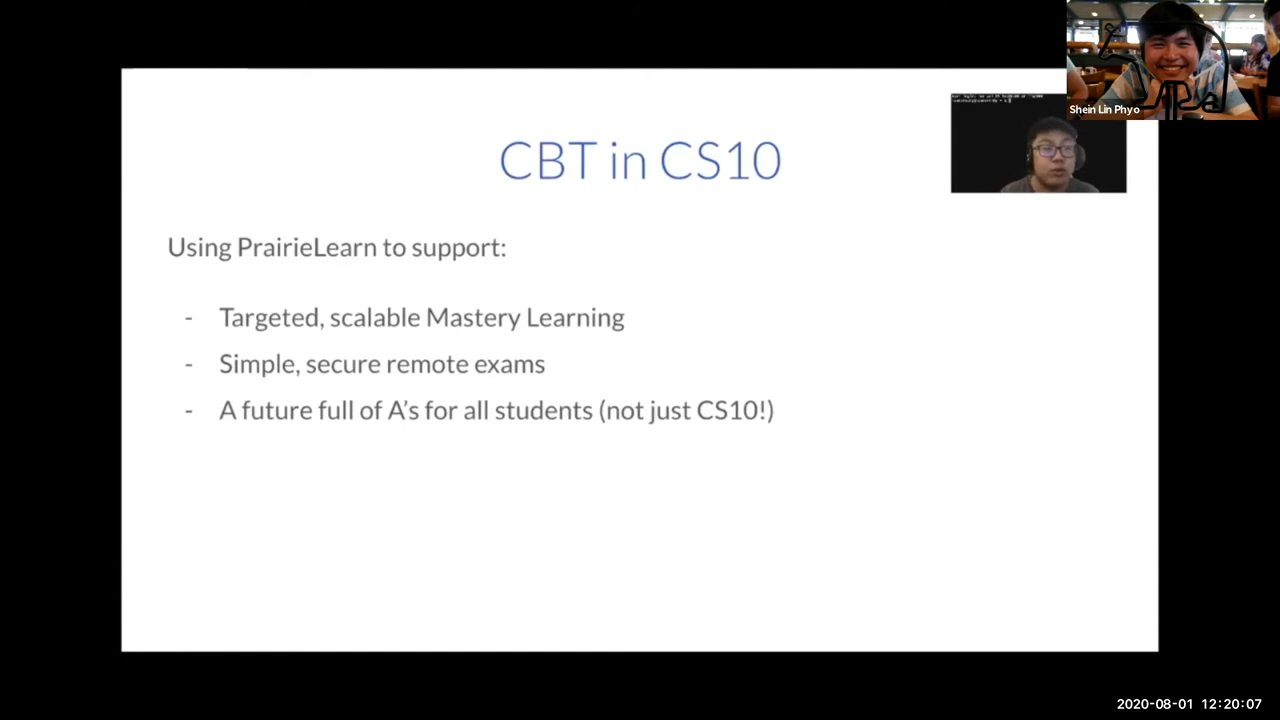 Shein Lin Phyo
CBT in CS10
Using PrairieLearn to support:
- Targeted, scalable Mastery Learning
- Simple, secure remote exams
- A future full of A's for all students (not just CS10!)
2020-08-01 12:20:07